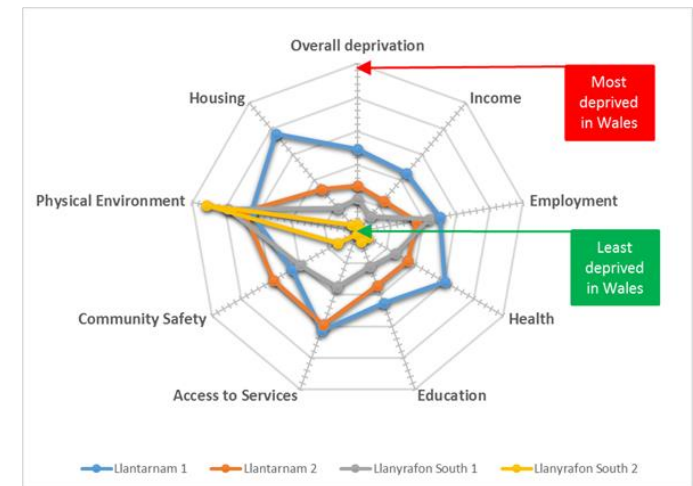 Overall deprivation
Most
deprived
in Wales
Housing
Income
Physical Environment
Employment
Least
deprived
in Wales
Community Safety
Health
Access to Services
Education
Llantarnam 1
Llantarnam 2
Llanyrafon South 1
Llanyrafon South 2